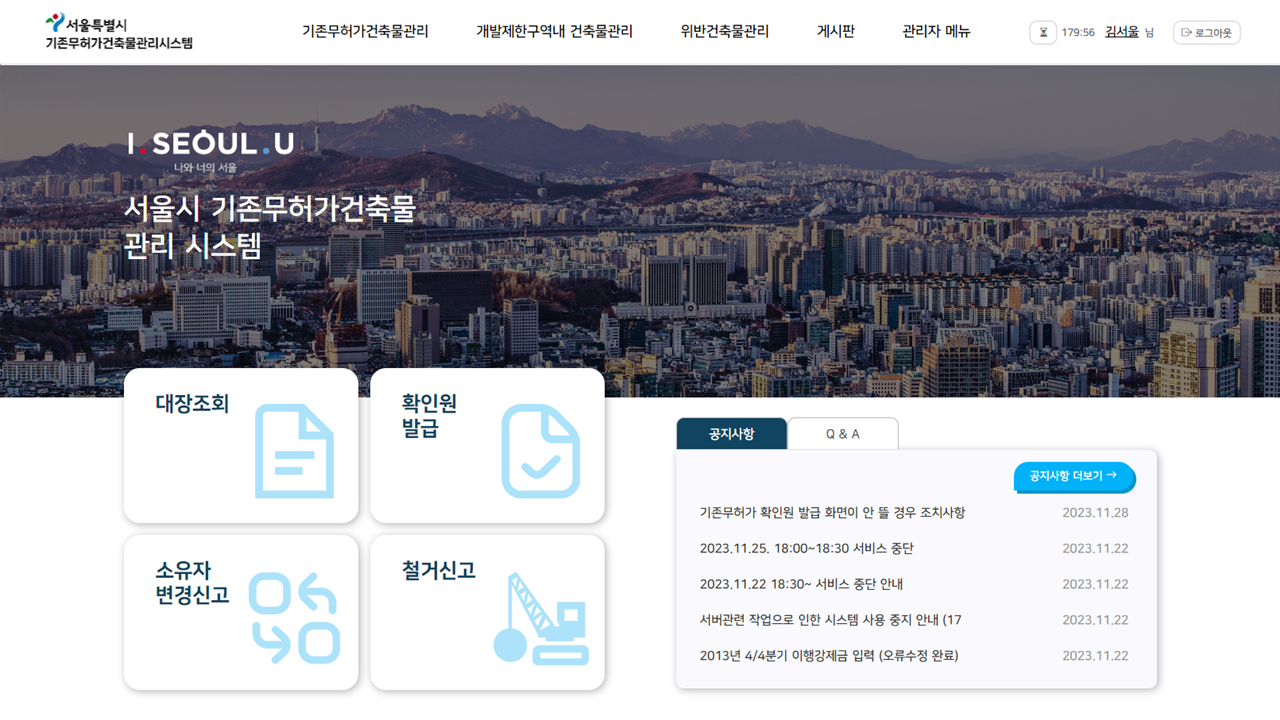 서울특별시
기존무허가건축물관리시스템
기존무허가건축물관리
개발제한구역내 건축물관리
위반건축물관리
게시판
관리자 메뉴
179:56 김서울 님
로그아웃
I.SEOUL.U
나와 너의 서울
서울시 기존무허가건축물
관리 시스템
대장조회
확인원
발급
소유자
변경신고
철거신고
공지사항
Q & A
공지사항 더보기 →
기존무허가 확인원 발급 화면이 안 뜰 경우 조치사항 2023.11.28
2023.11.25. 18:00~18:30 서비스 중단 2023.11.22
2023.11.22 18:30~ 서비스 중단 안내 2023.11.22
서버관련 작업으로 인한 시스템 사용 중지 안내 (17 2023.11.22
2013년 4/4분기 이행강제금 입력 (오류수정 완료) 2023.11.22